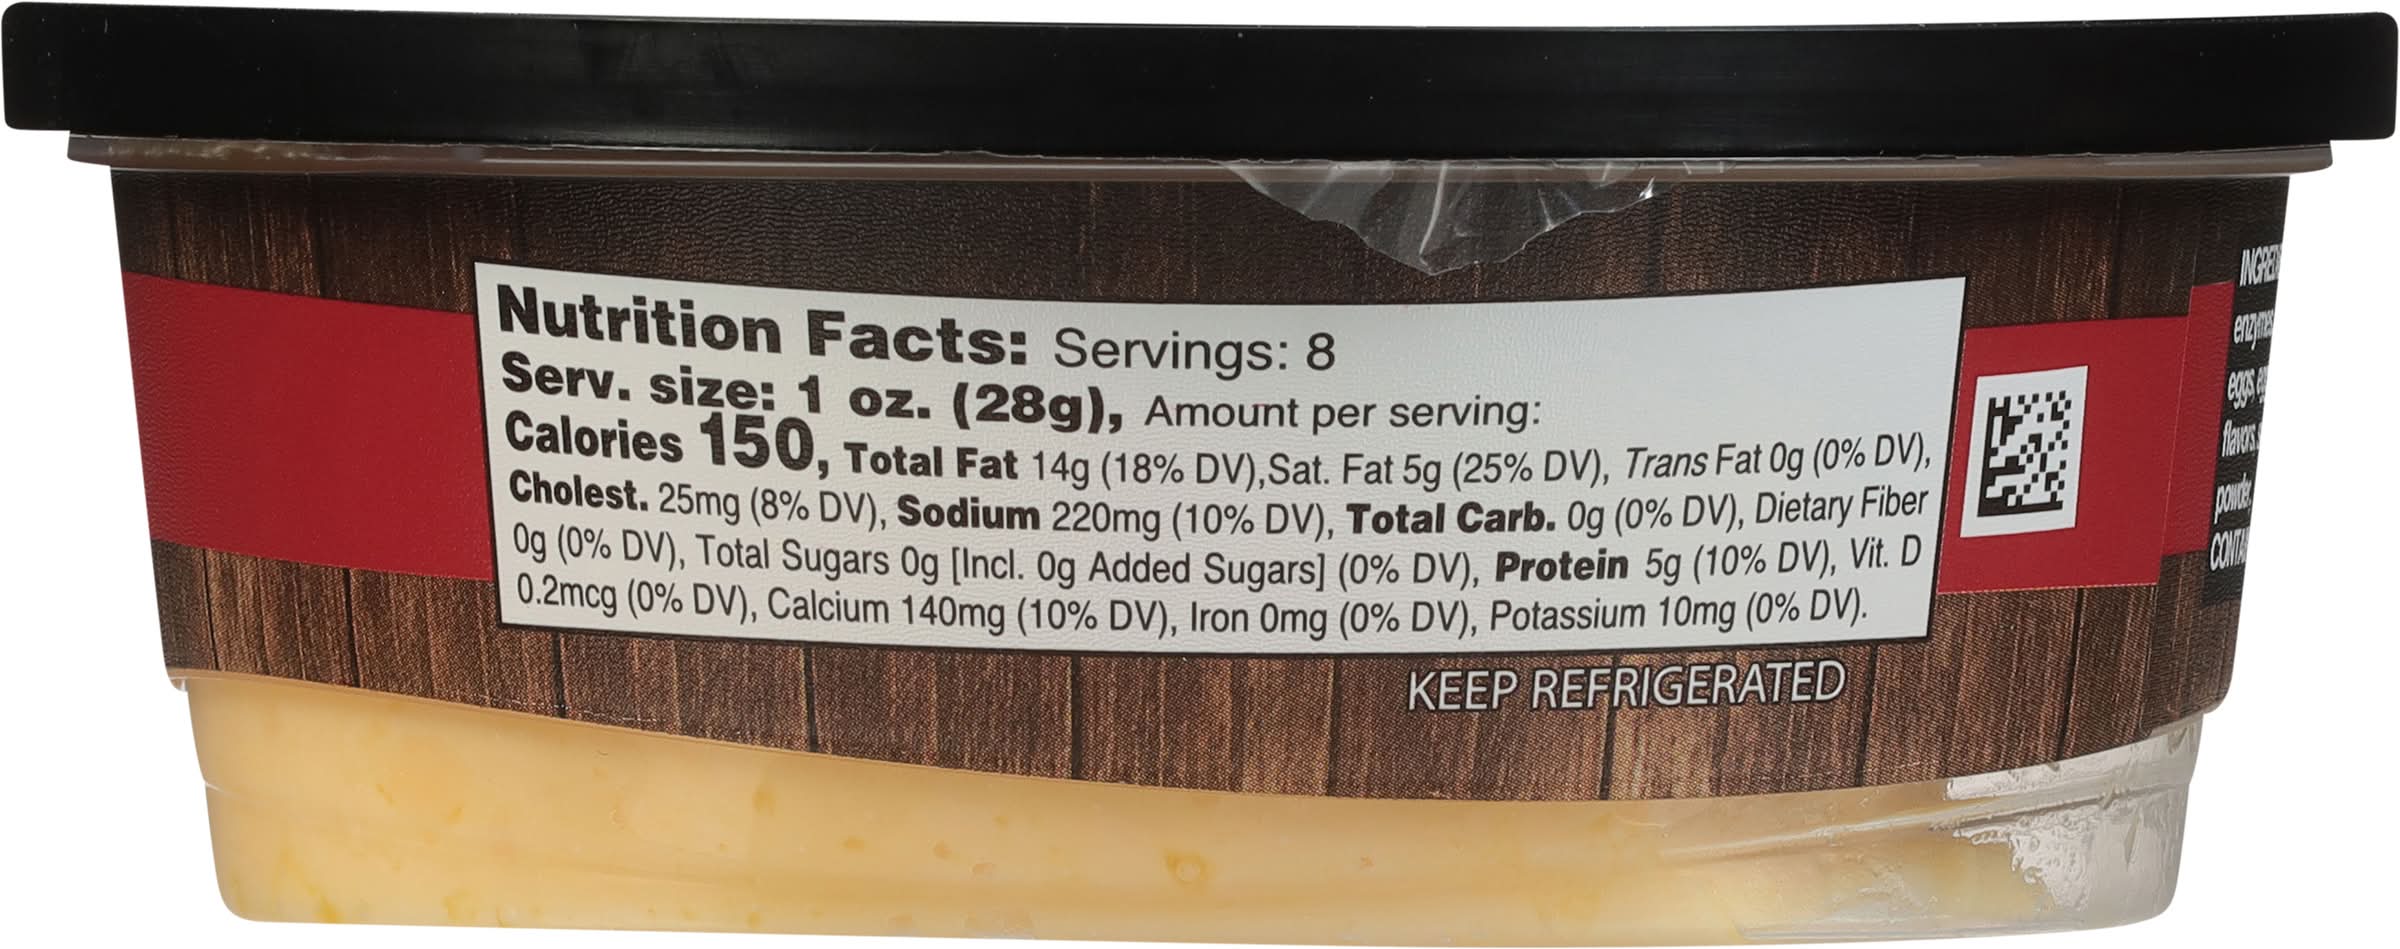 Nutrition Facts: Servings: 8
Serv. size: 1 oz. (28g), Amount per serving:
Calories 150, Total Fat 14g (18% DV),Sat. Fat 5g (25% DV), Trans Fat 0g (0% DV),
Cholest. 25mg (8% DV), Sodium 220mg (10% DV), Total Carb. 0g (0% DV), Dietary Fiber
0g (0% DV), Total Sugars 0g [Incl. 0g Added Sugars] (0% DV), Protein 5g (10% DV), Vit. D
0.2mcg (0% DV), Calcium 140mg (10% DV), Iron 0mg (0% DV), Potassium 10mg (0% DV).
KEEP REFRIGERATED
enzymes
eggs,
flavors,
powder,